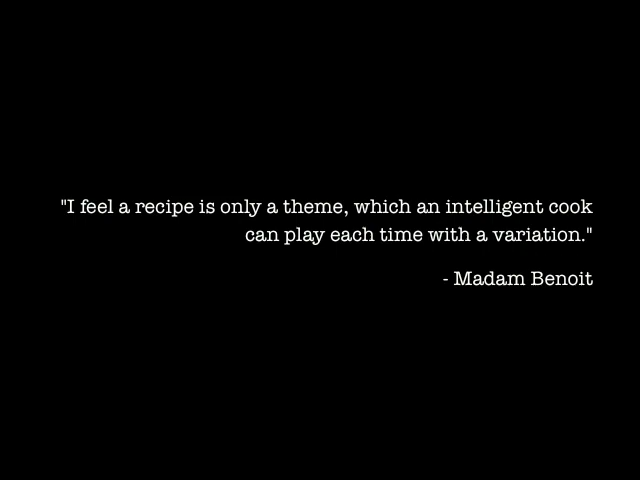 "I feel a recipe is only a theme, which an intelligent cook
can play each time with a variation."
- Madam Benoit